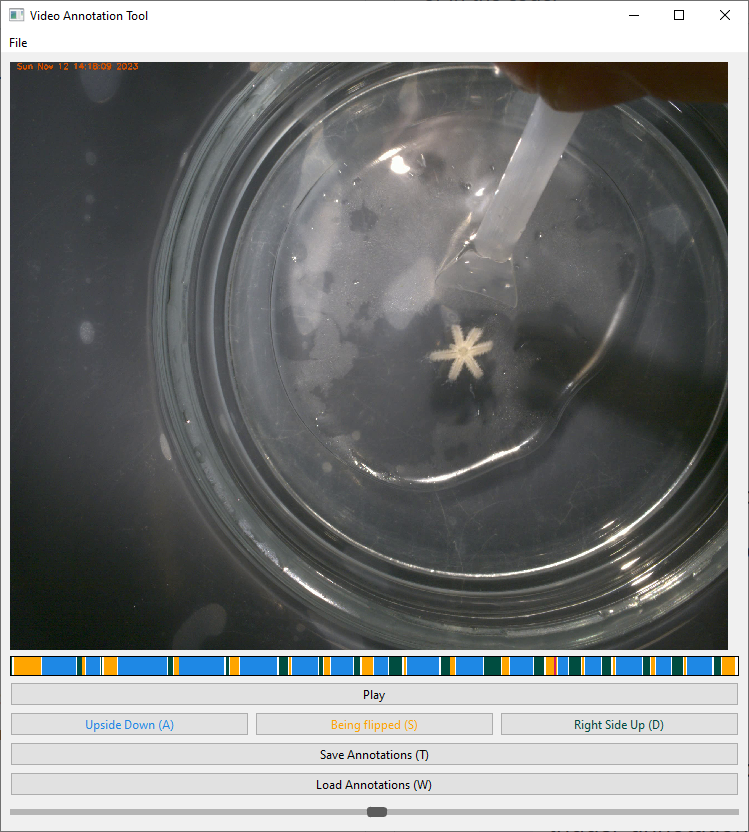 Video Annotation Tool
File
Sun Nov 12 14:18:09 2023
Play
Upside Down (A)
Being flipped (S)
Right Side Up (D)
Save Annotations (T)
Load Annotations (W)